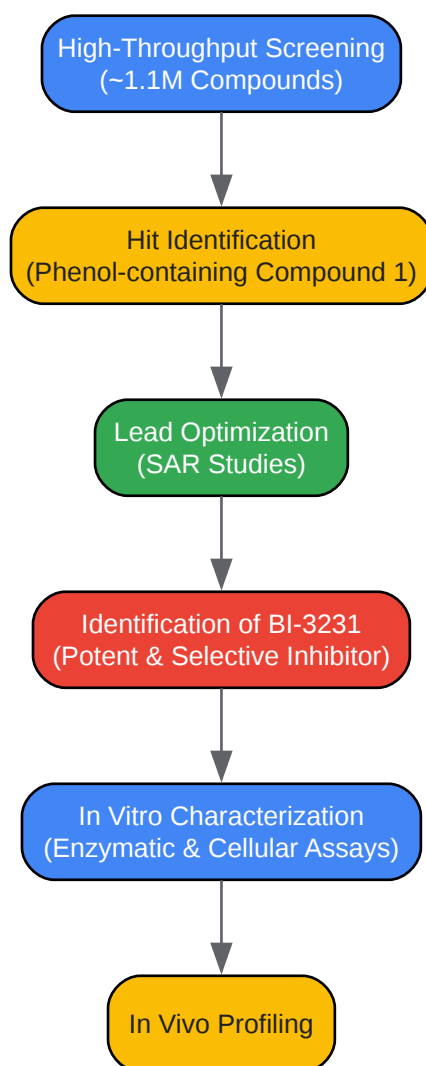 High-Throughput Screening
(~1.1M Compounds)
Hit Identification
(Phenol-containing Compound 1)
Lead Optimization
(SAR Studies)
Identification of BI-3231
(Potent & Selective Inhibitor)
In Vitro Characterization
(Enzymatic & Cellular Assays)
In Vivo Profiling